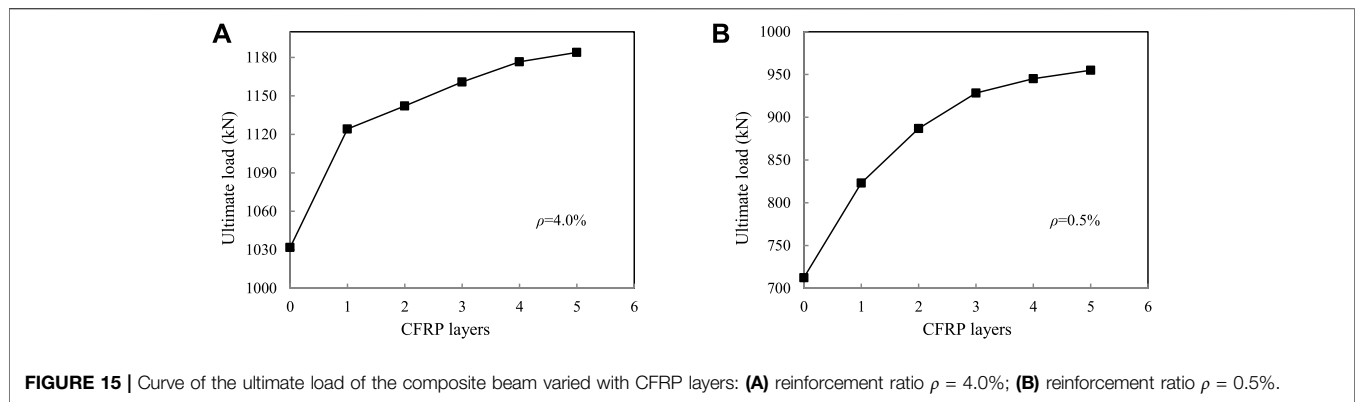 A
Ultimate load (kN)
1180
1150
1120
1090
1060
1030
1000
0 1 2 3 4 5 6
CFRP layers
ρ=4.0%
B
Ultimate load (kN)
1000
950
900
850
800
750
700
0 1 2 3 4 5 6
CFRP layers
ρ=0.5%
FIGURE 15 | Curve of the ultimate load of the composite beam varied with CFRP layers: (A) reinforcement ratio ρ = 4.0%; (B) reinforcement ratio ρ = 0.5%.